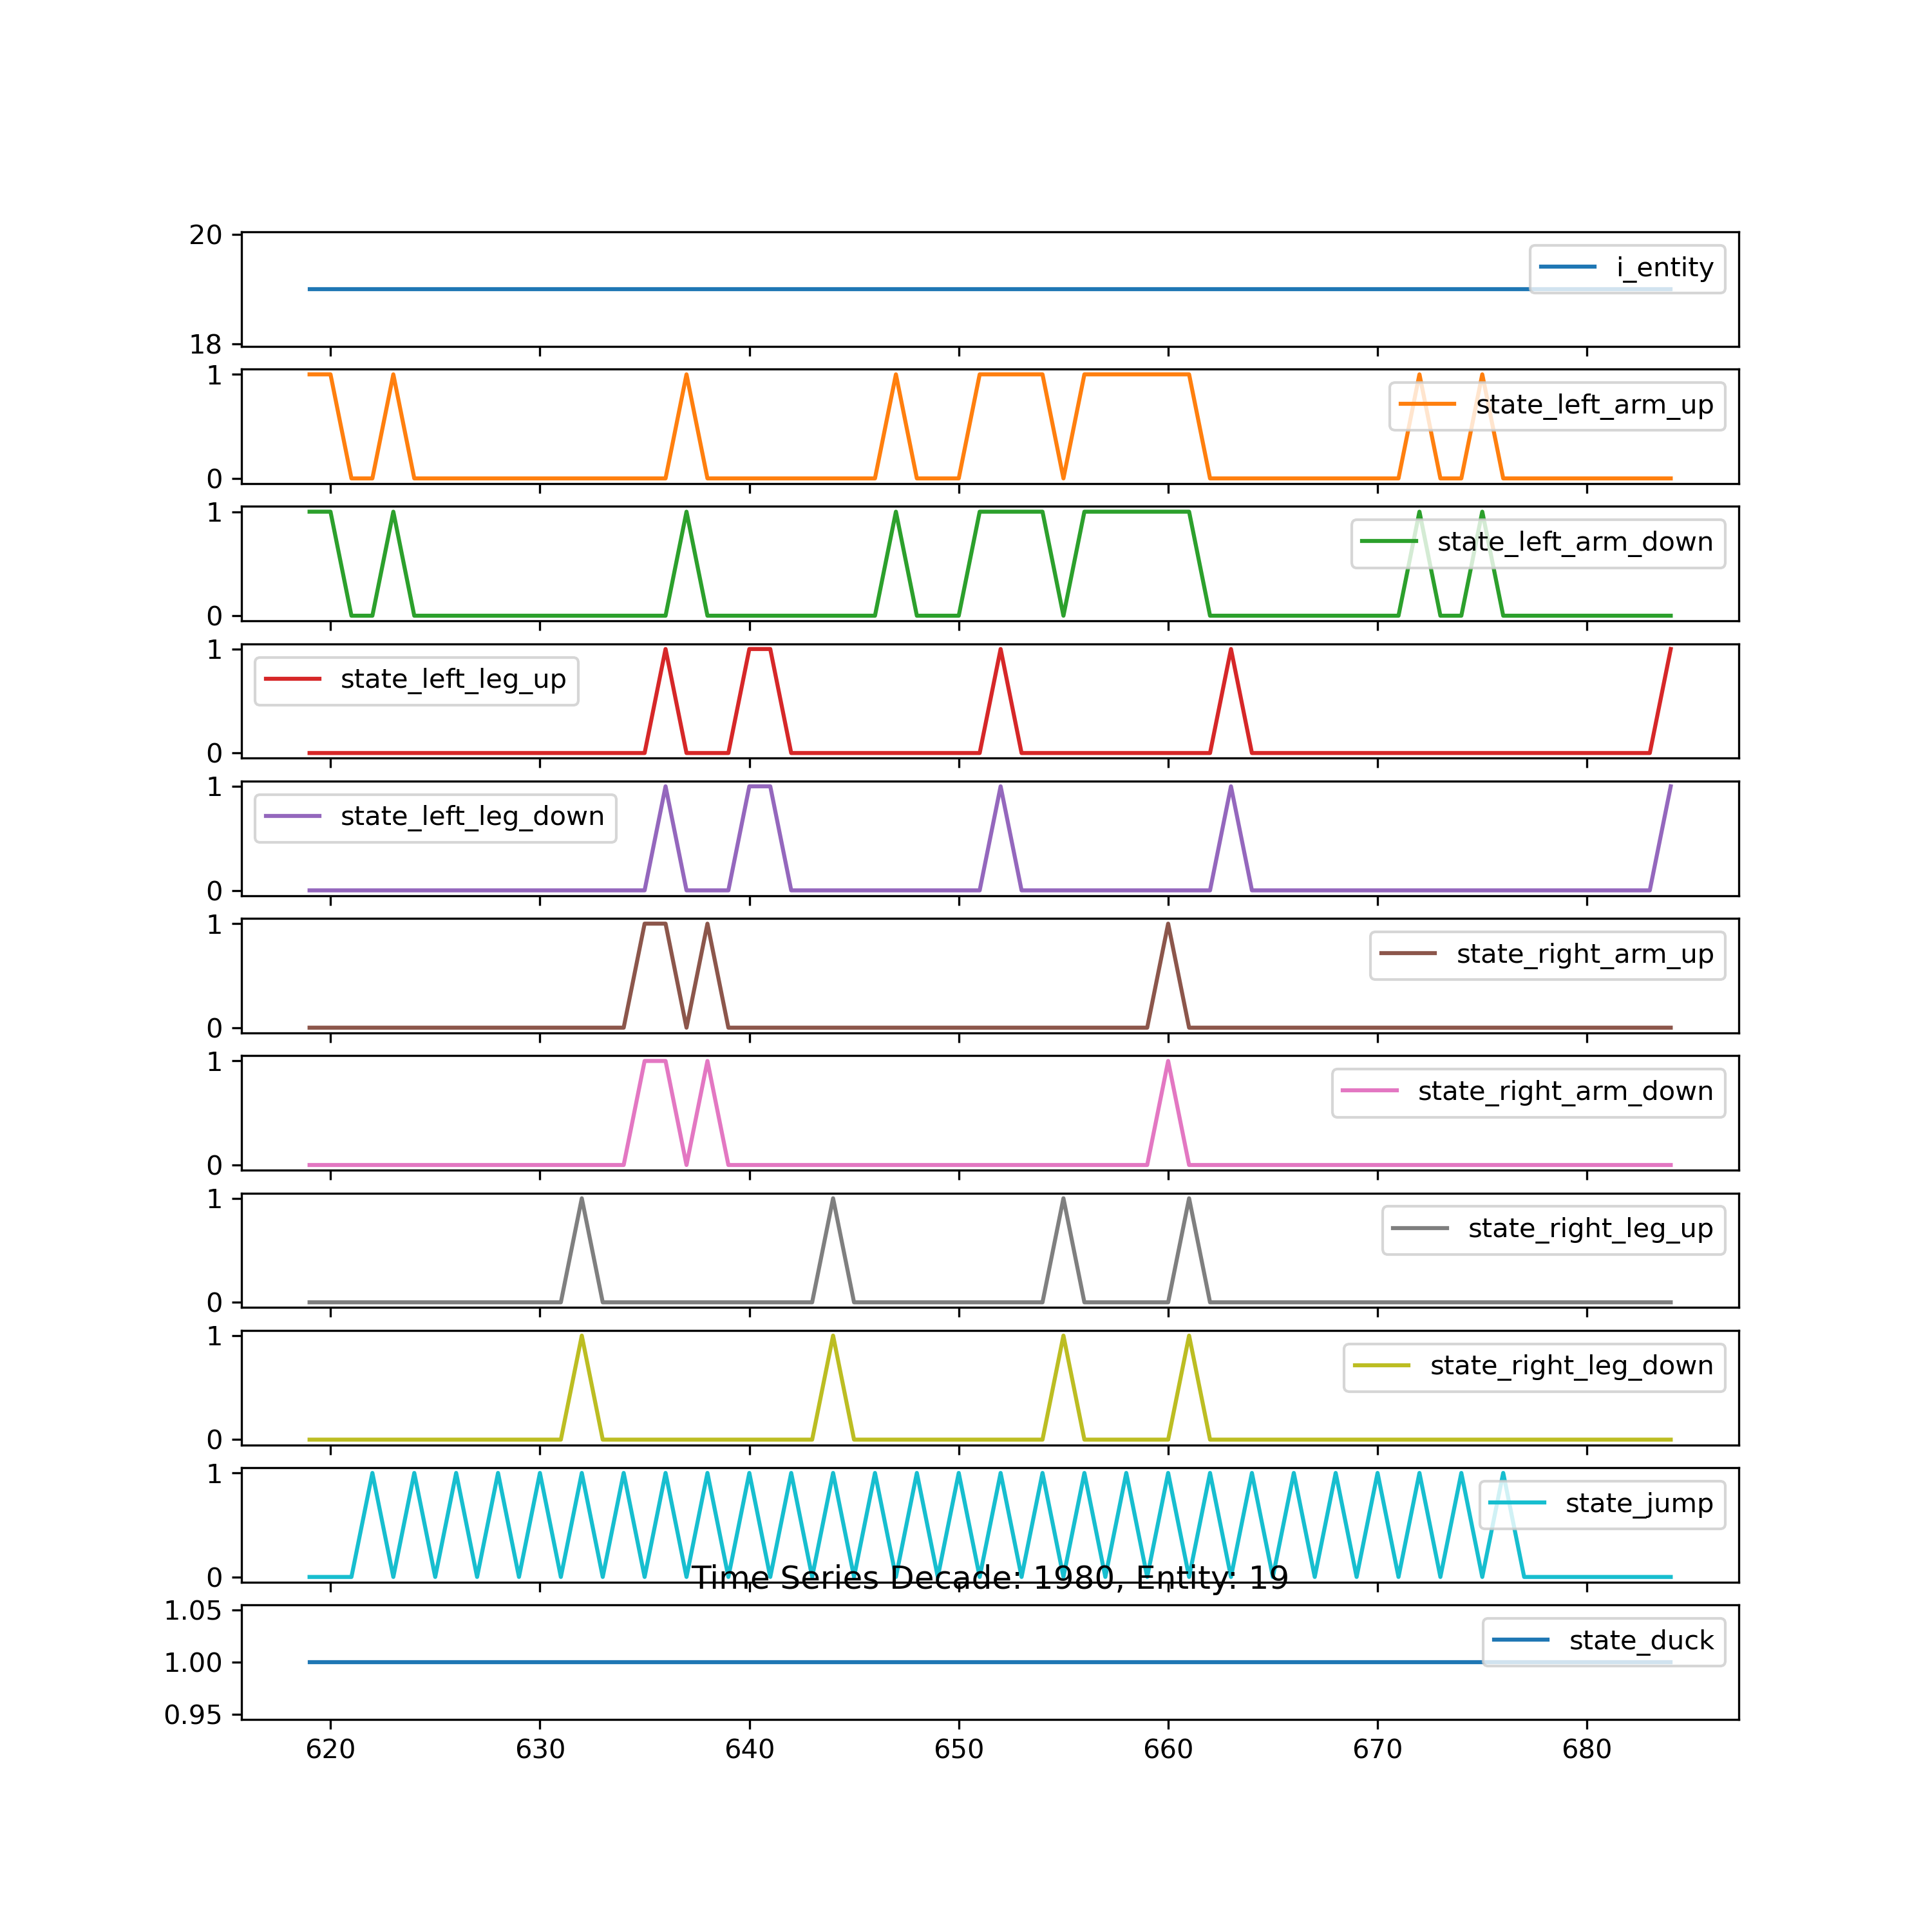 20
i_entity
18
1
state_left_arm_up
0
1
state_left_arm_down
0
1
state_left_leg_up
0
1
state_left_leg_down
0
1
state_right_arm_up
0
1
state_right_arm_down
0
1
state_right_leg_up
0
1
state_right_leg_down
0
1
state_jump
0
Time Series Decade: 1980, Entity: 19
1.05
state_duck
1.00
0.95
620 630 640 650 660 670 680